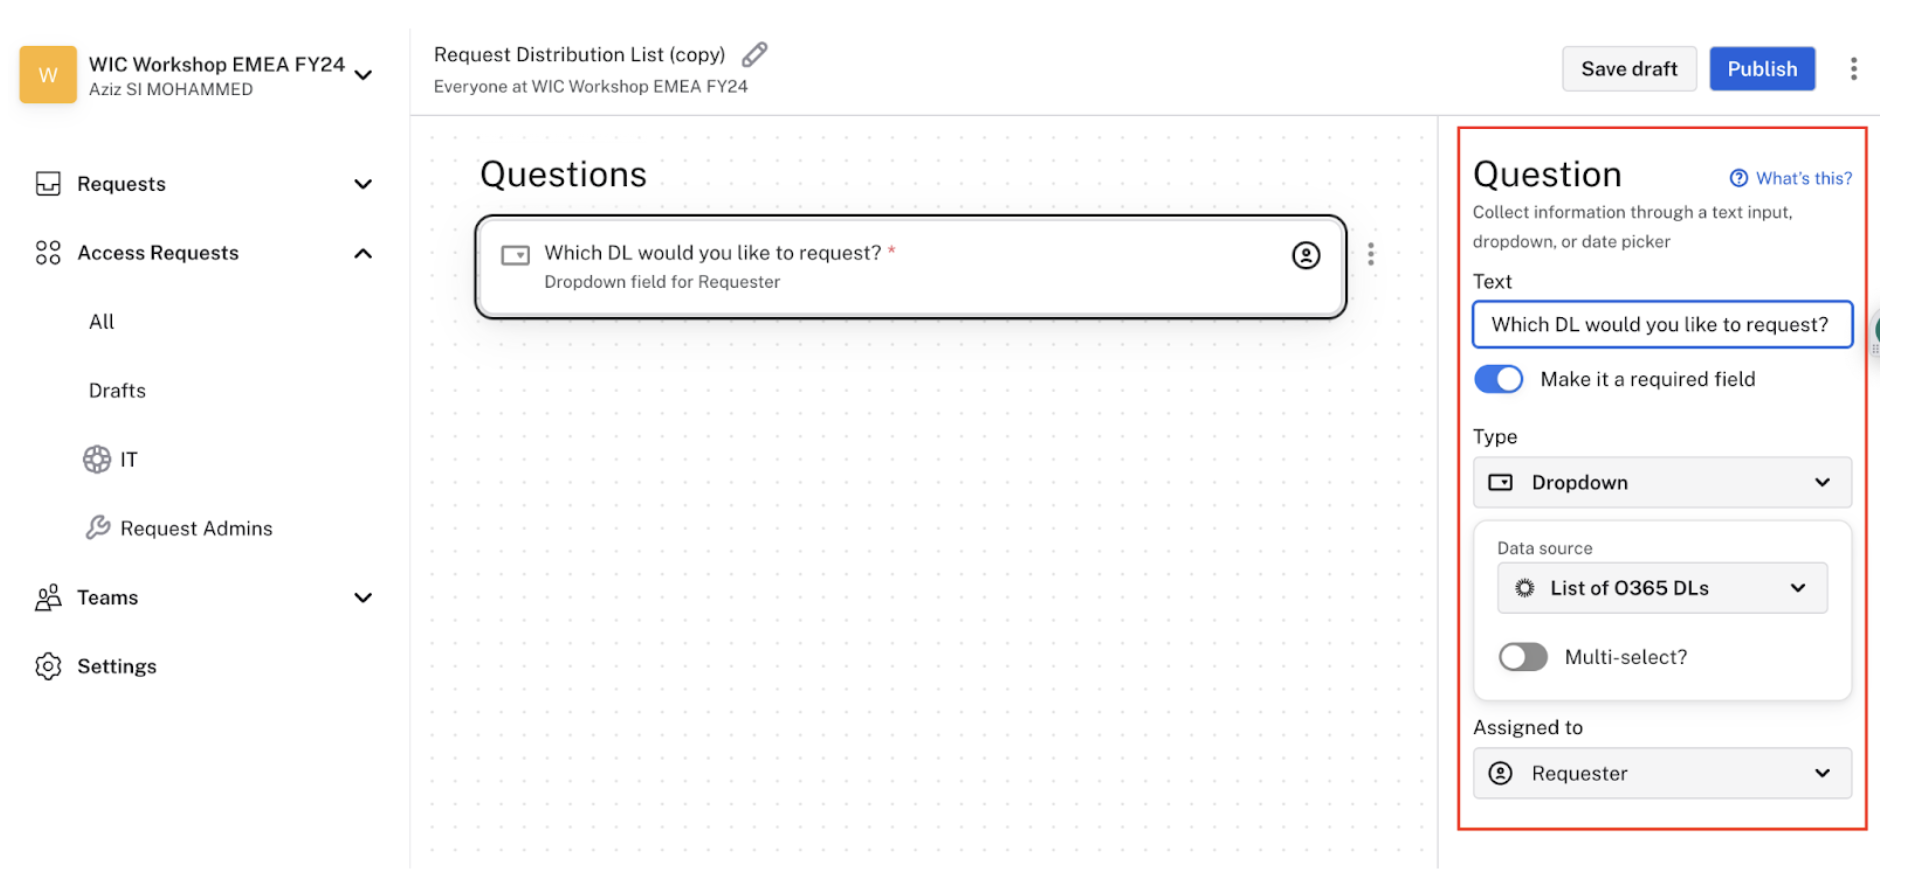 W
WIC Workshop EMEA FY24
Aziz SI MOHAMMED
Requests
Access Requests
All
Drafts
IT
Request Admins
Teams
Settings
Request Distribution List (copy)
Everyone at WIC Workshop EMEA FY24
Save draft
Publish
Questions
Which DL would you like to request? *
Dropdown field for Requester
Question
What's this?
Collect information through a text input,
dropdown, or date picker
Text
Which DL would you like to request?
Make it a required field
Type
Dropdown
Data source
List of O365 DLs
Multi-select?
Assigned to
Requester